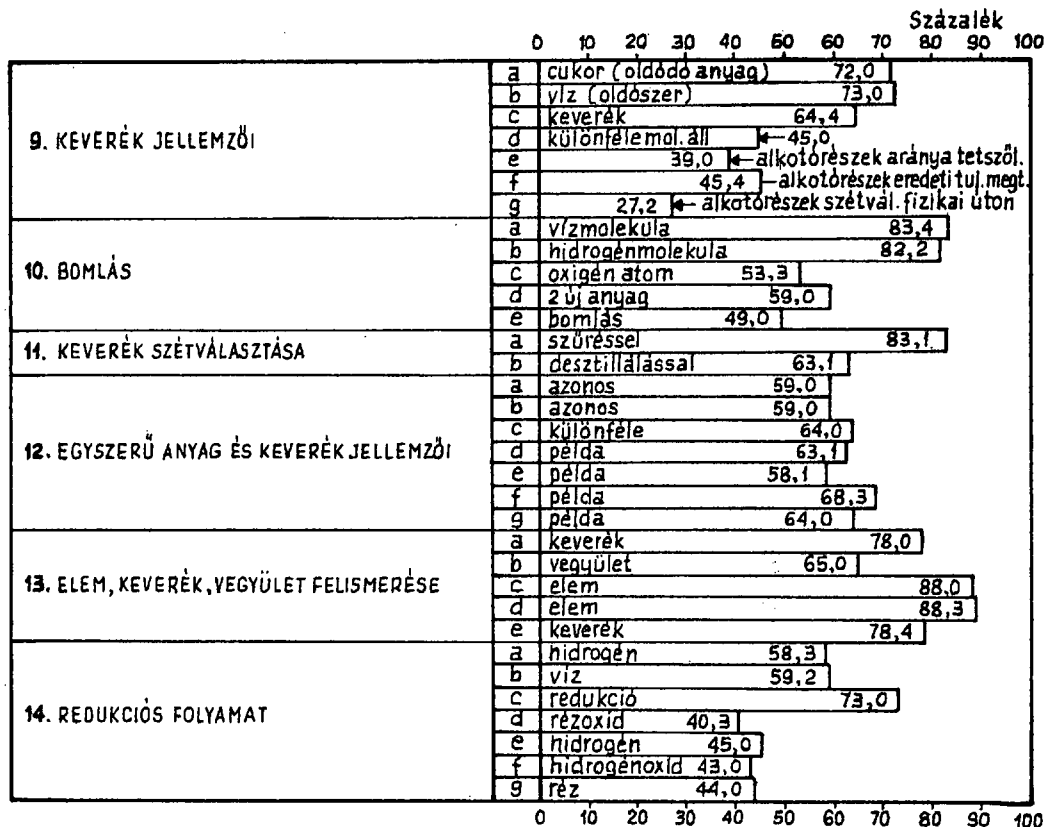 Százalék
0 10 20 30 40 50 60 70 80 90 100
9. KEVERÉK JELLEMZŐI
a cukor (oldódó anyag) 72,0
b víz (oldószer) 73,0
c keverék 64,4
d különféle mol. áll 45,0
e 39,0 alkotórészek aránya tetszől.
f 45,4 alkotórészek eredeti tul. megt.
g 27,2 alkotórészek szétvál. fizikai úton
10. BOMLÁS
a vízmolekula 83,4
b hidrogénmolekula 82,2
c oxigén atom 53,3
d 2 új anyag 59,0
e bomlás 49,0
11. KEVERÉK SZÉTVÁLASZTÁSA
a szűréssel 83,1
b desztillálással 63,1
12. EGYSZERŰ ANYAG ÉS KEVERÉK JELLEMZŐI
a azonos 59,0
b azonos 59,0
c különféle 64,0
d példa 63,1
e példa 58,1
f példa 68,3
g példa 64,0
13. ELEM, KEVERÉK, VEGYÜLET FELISMERÉSE
a keverék 78,0
b vegyület 65,0
c elem 88,0
d elem 88,3
e keverék 78,4
14. REDUKCIÓS FOLYAMAT
a hidrogén 58,3
b víz 59,2
c redukció 73,0
d rézoxid 40,3
e hidrogén 45,0
f hidrogénoxid 43,0
g réz 44,0
0 10 20 30 40 50 60 70 80 90 100